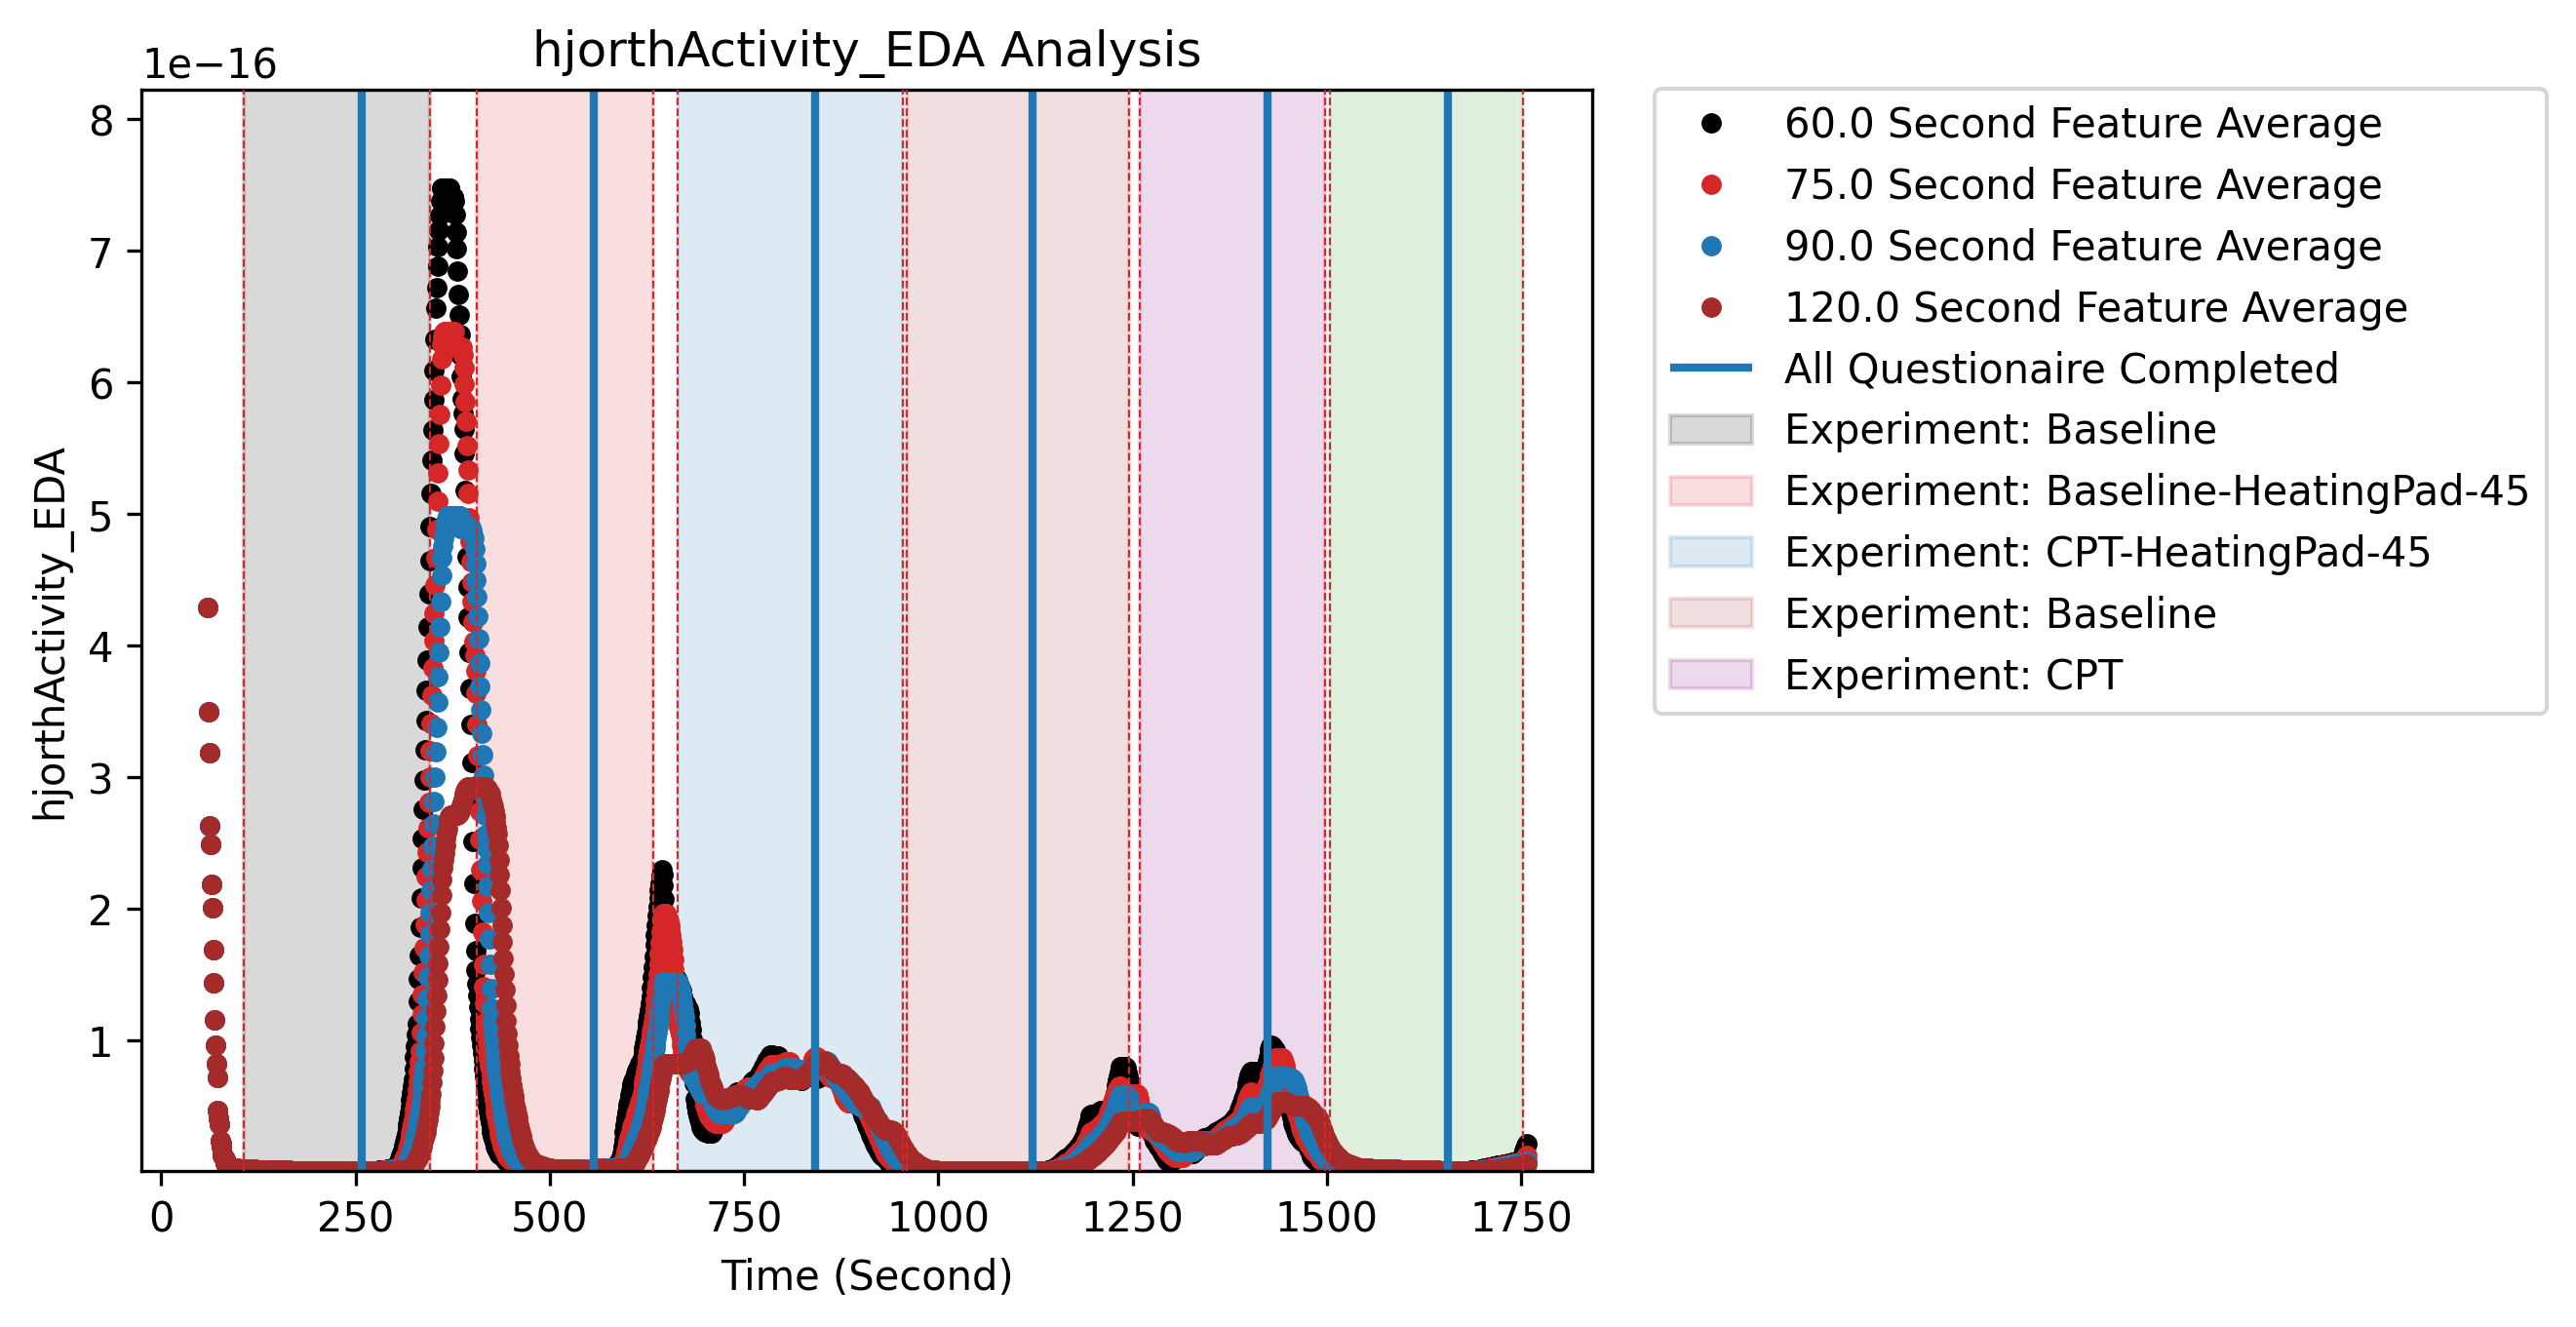 hjorthActivity_EDA Analysis
1e−16
8
7
6
5
4
3
2
1
hjorthActivity_EDA
0 250 500 750 1000 1250 1500 1750
Time (Second)
60.0 Second Feature Average
75.0 Second Feature Average
90.0 Second Feature Average
120.0 Second Feature Average
All Questionaire Completed
Experiment: Baseline
Experiment: Baseline-HeatingPad-45
Experiment: CPT-HeatingPad-45
Experiment: Baseline
Experiment: CPT